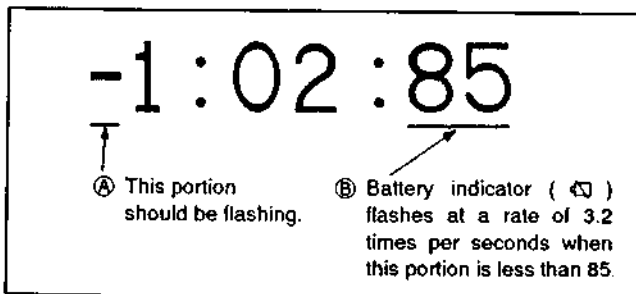 -1:02:85
Ⓐ This portion
should be flashing.
Ⓑ Battery indicator ( )
flashes at a rate of 3.2
times per seconds when
this portion is less than 85.